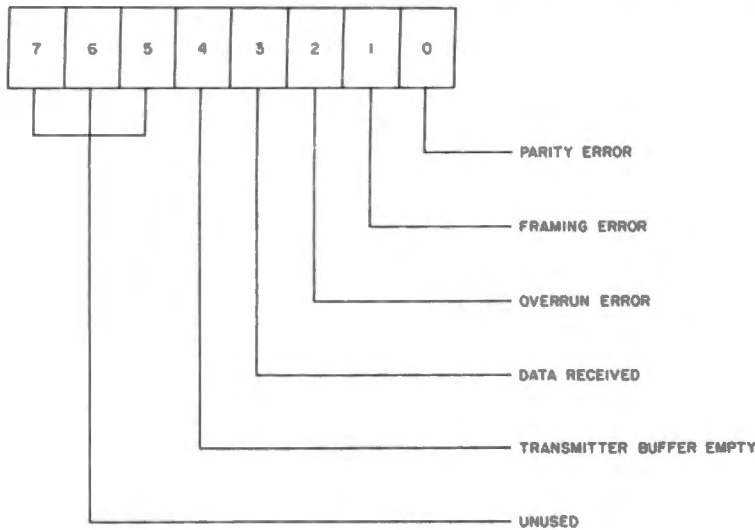 7 6 5 4 3 2 1 0
PARITY ERROR
FRAMING ERROR
OVERRUN ERROR
DATA RECEIVED
TRANSMITTER BUFFER EMPTY
UNUSED